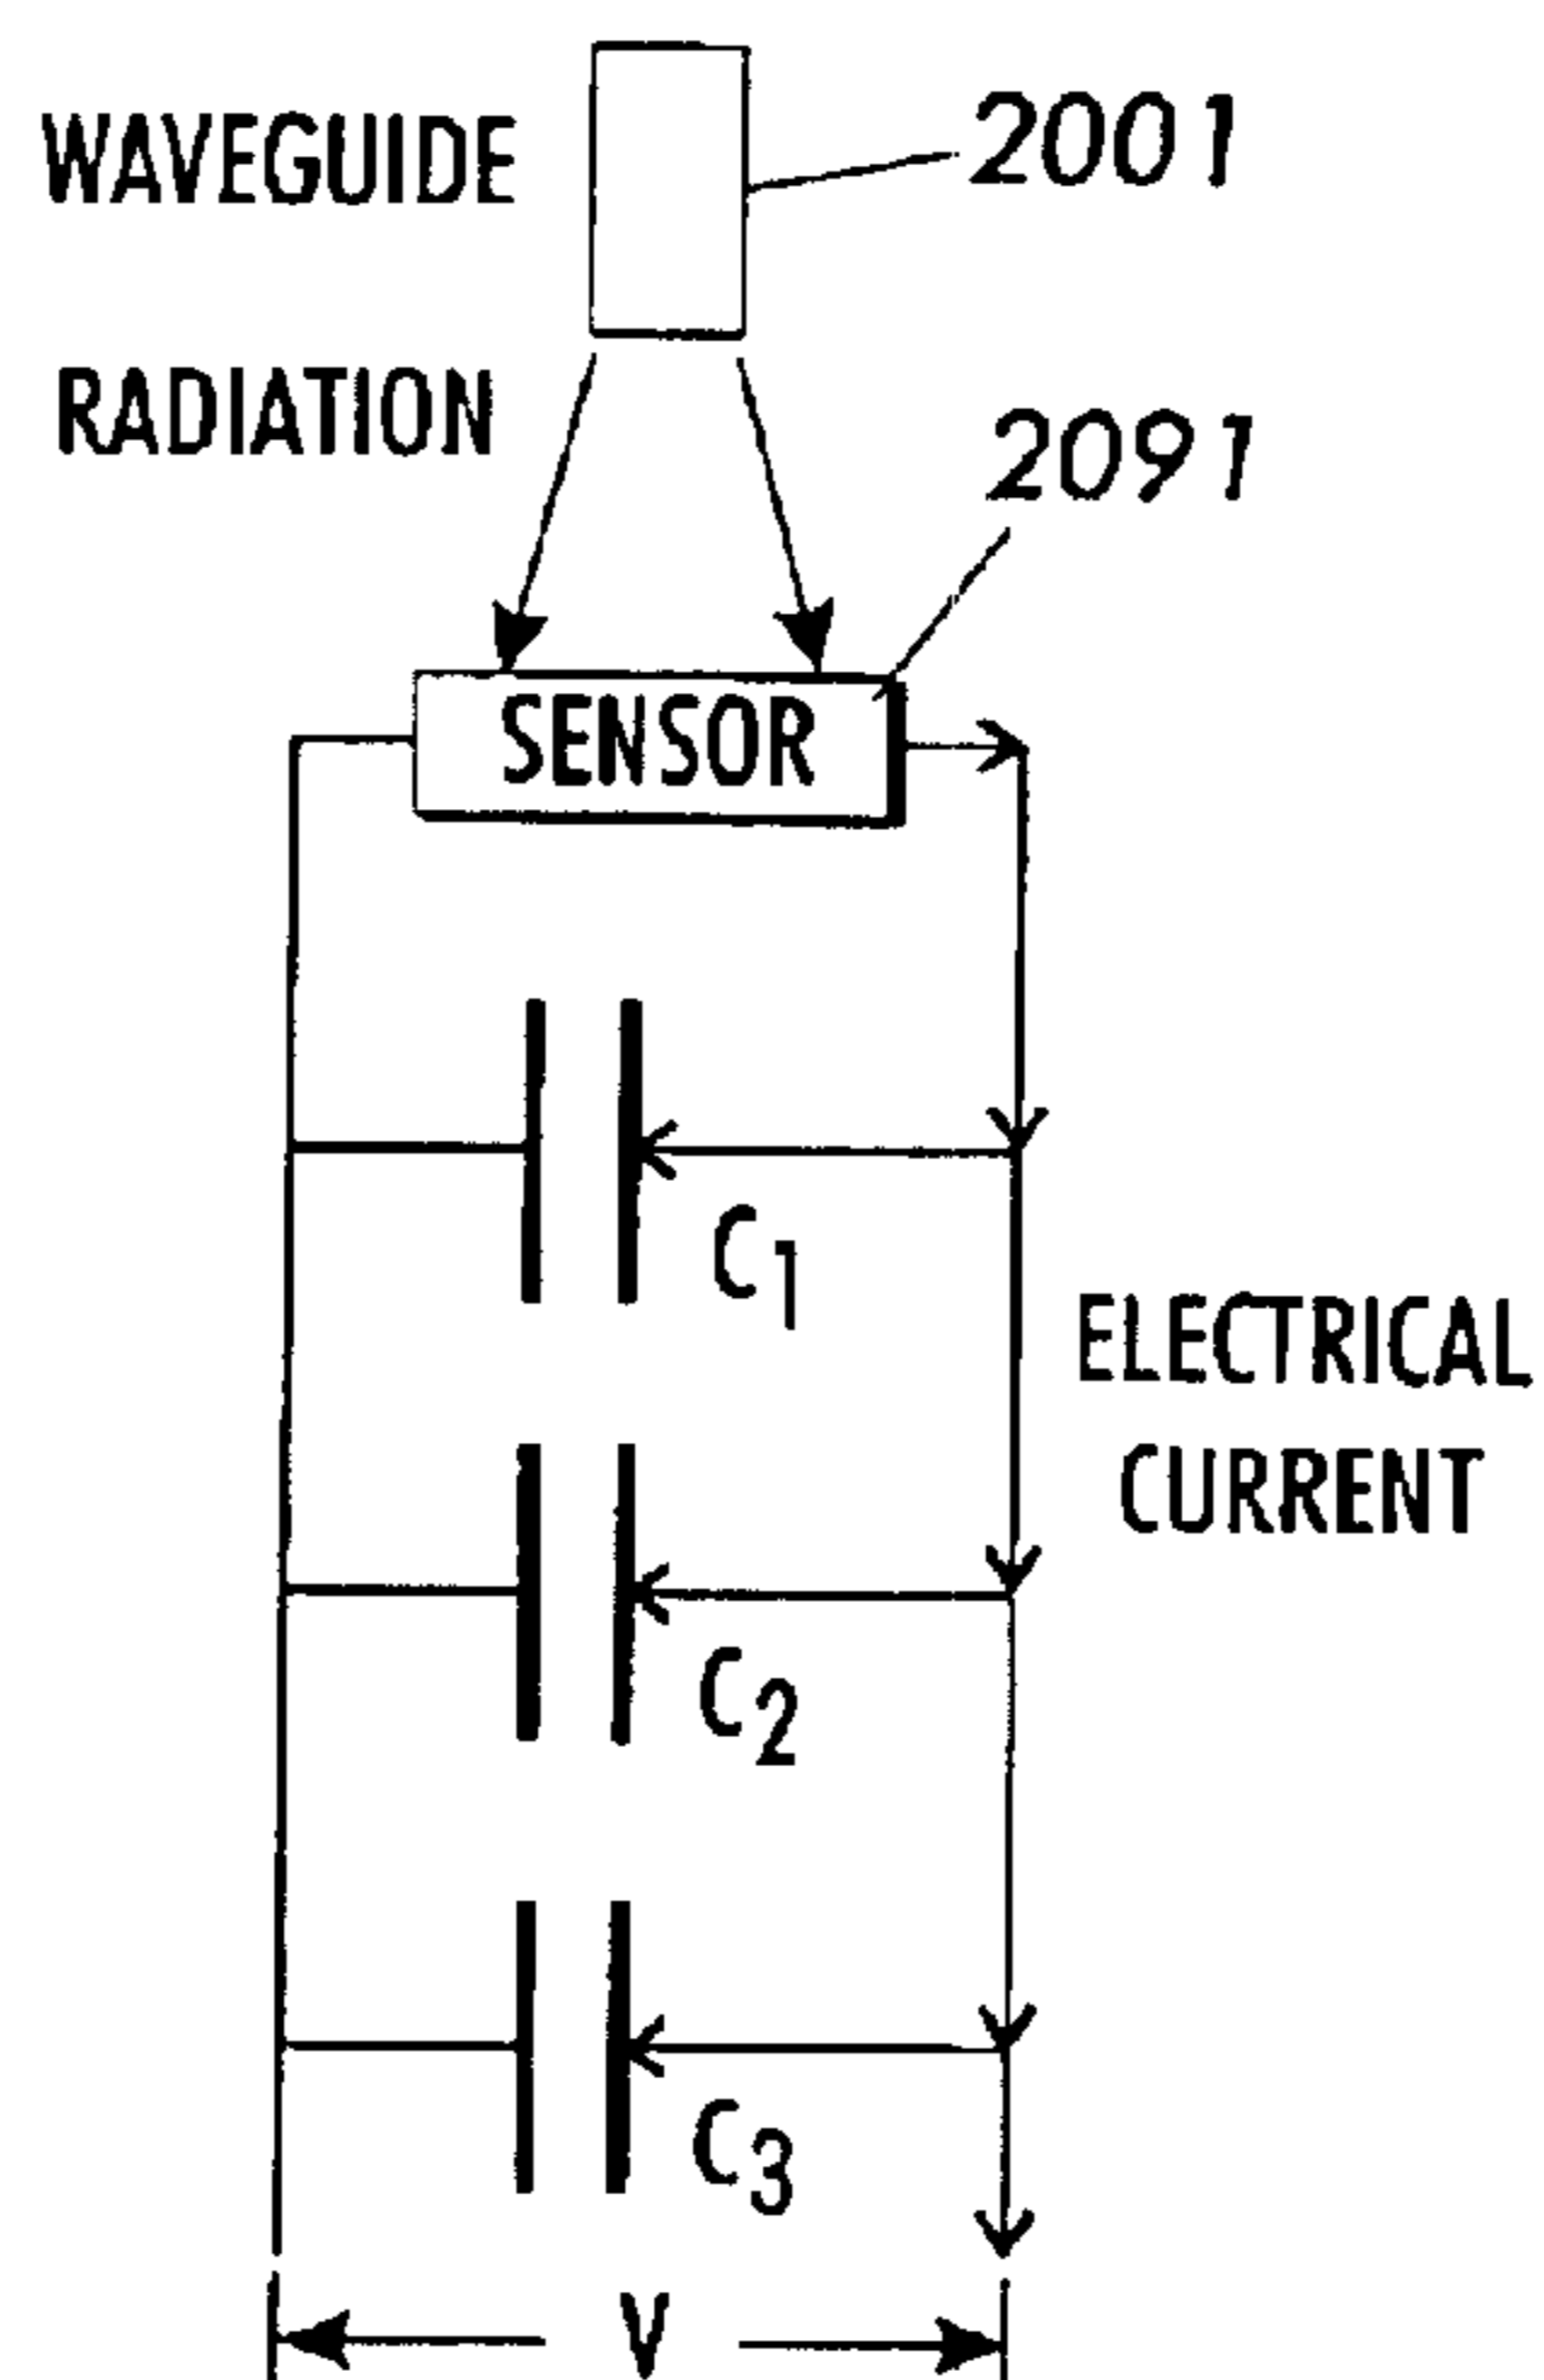 WAVEGUIDE
2001
RADIATION
2091
SENSOR
C1
ELECTRICAL
CURRENT
C2
C3
V